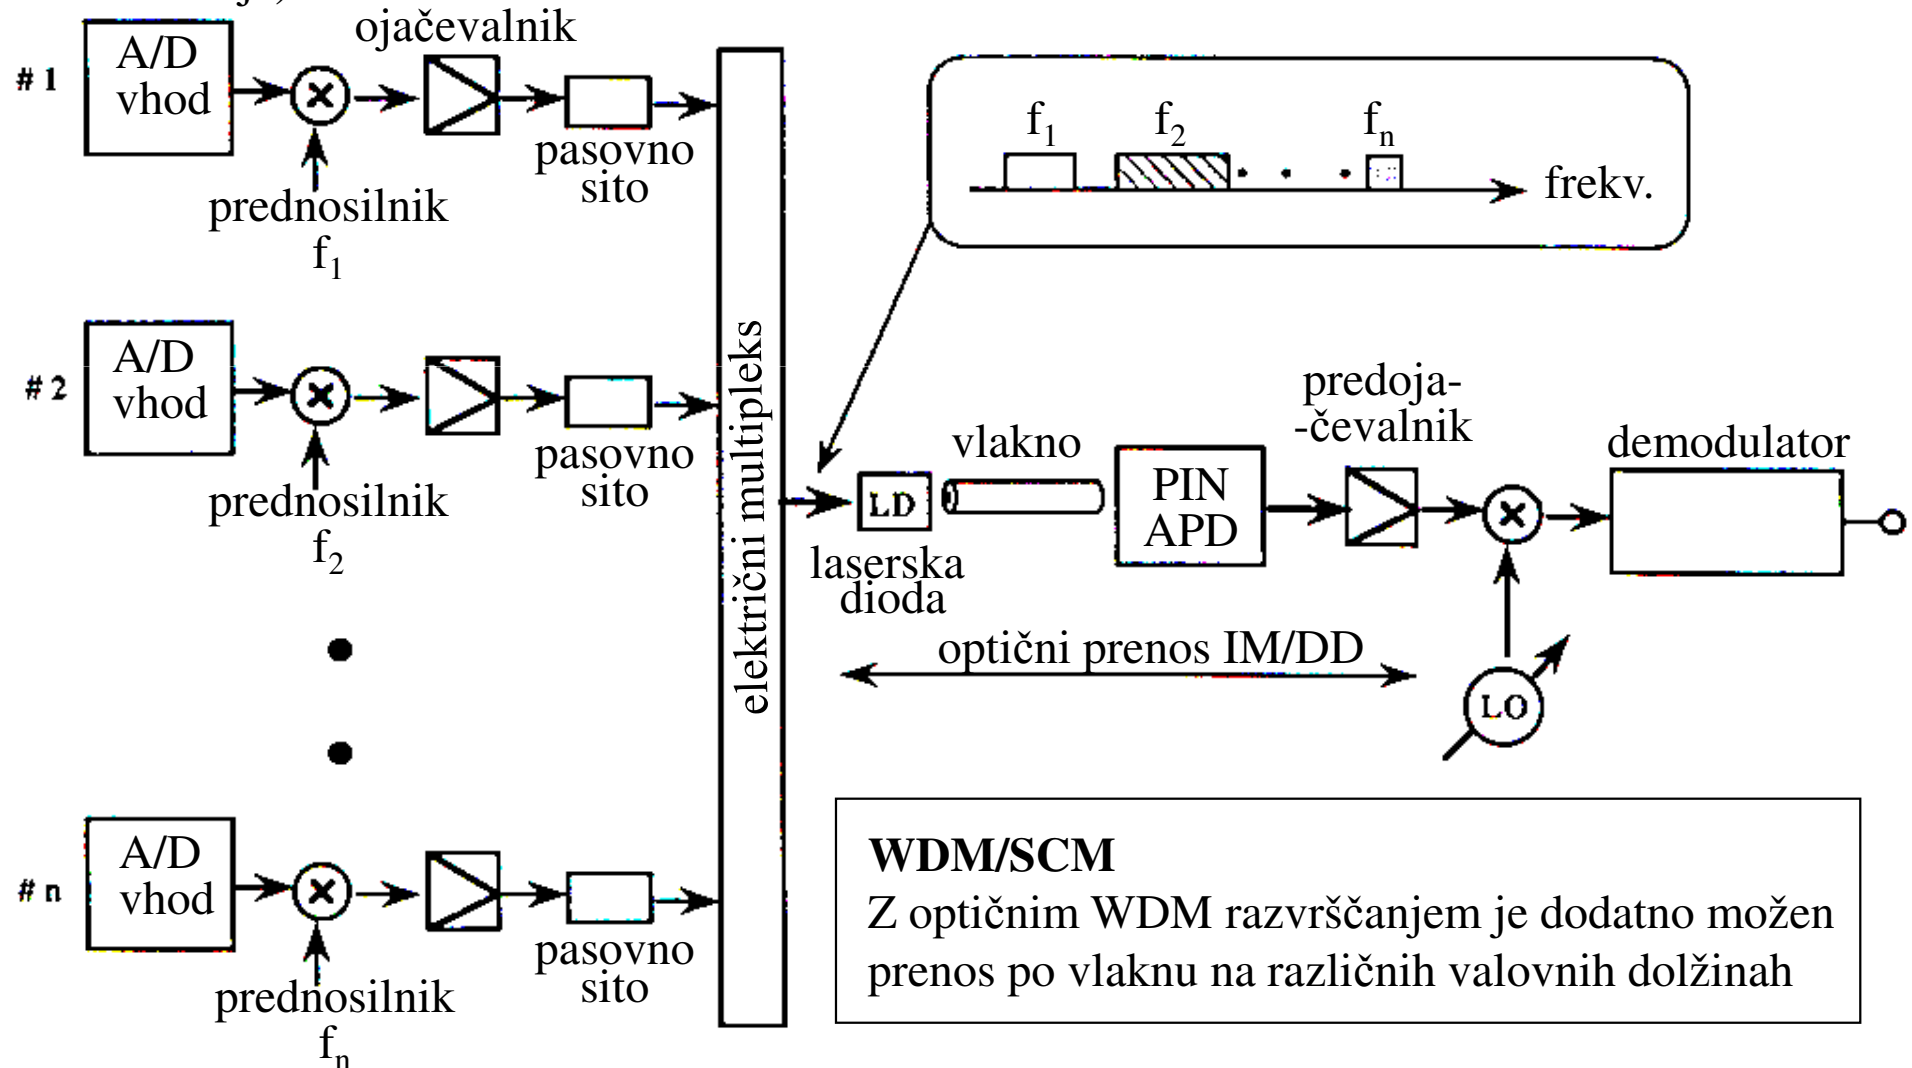 ojačevalnik
# 1
A/D
vhod
pasovno
sito
prednosilnik
f1
# 2
A/D
vhod
pasovno
sito
prednosilnik
f2
# n
A/D
vhod
pasovno
sito
prednosilnik
fn
električni multipleks
f1 f2 fn
frekv.
LD
laserska
dioda
vlakno
PIN
APD
predoja-
-čevalnik
demodulator
optični prenos IM/DD
LO
WDM/SCM
Z optičnim WDM razvrščanjem je dodatno možen
prenos po vlaknu na različnih valovnih dolžinah